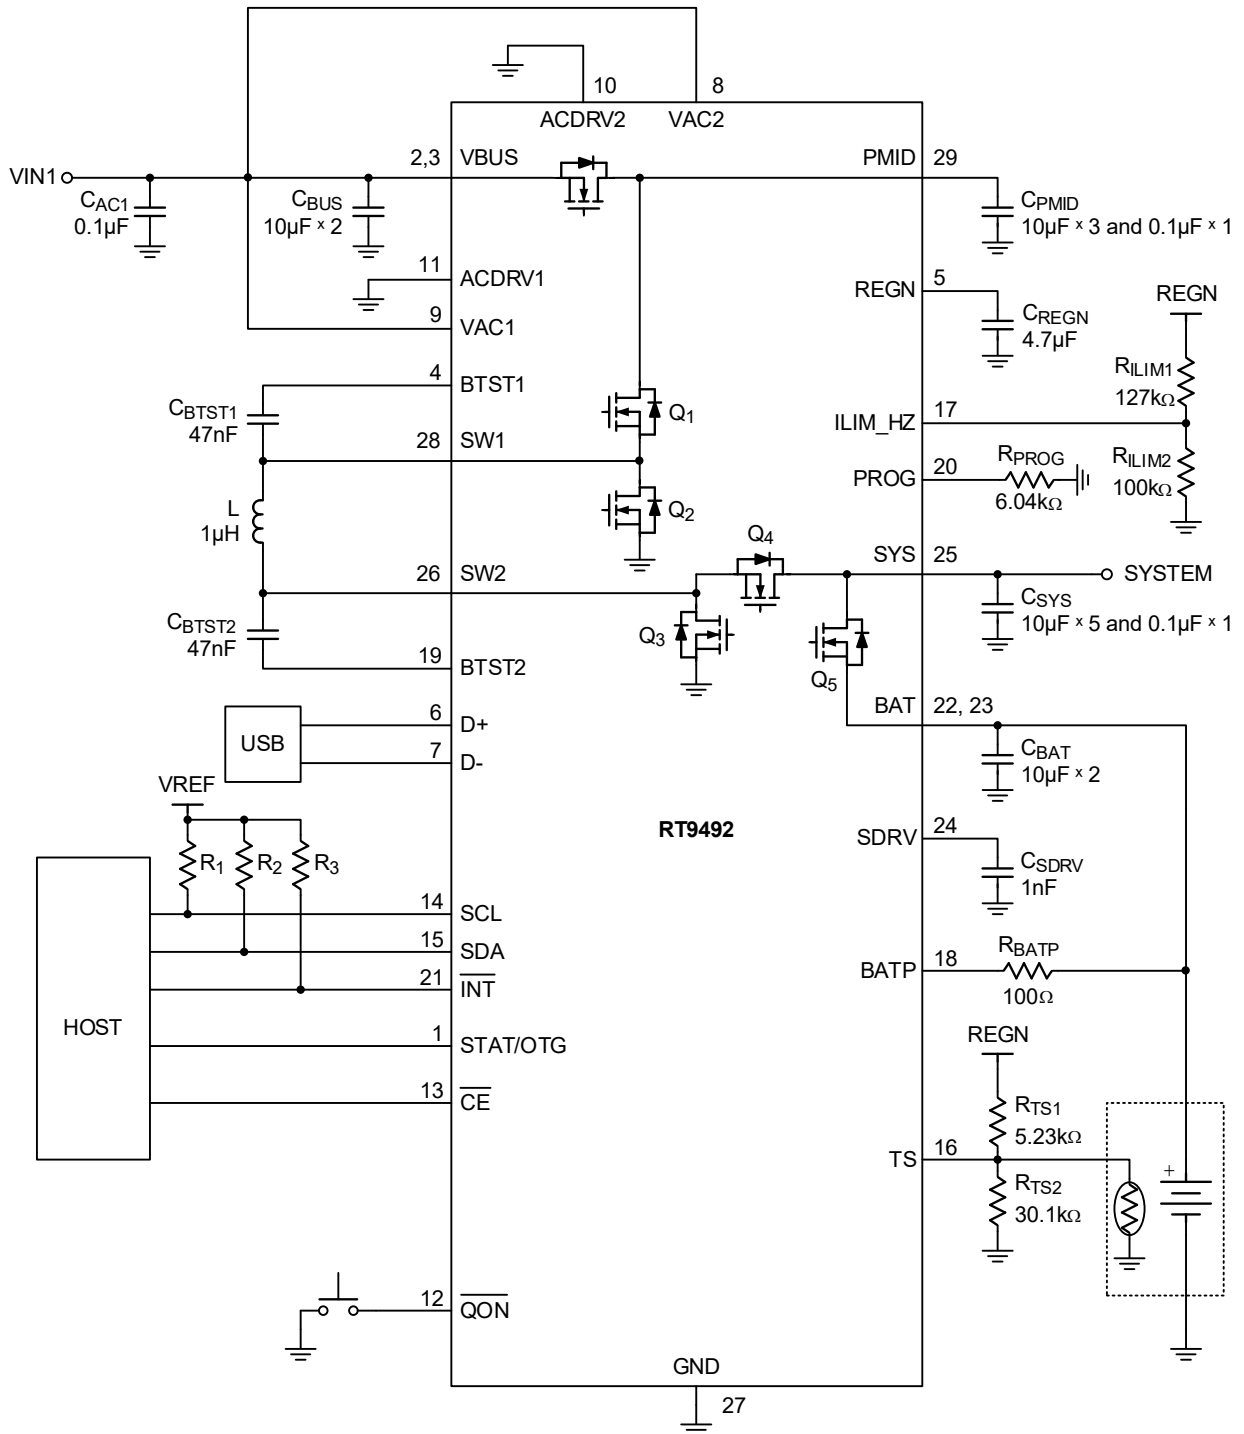 10
8
ACDRV2
VAC2
2,3
VBUS
PMID
29
VIN1
CAC1
0.1µF
CBUS
10µF x 2
CPMID
10µF x 3 and 0.1µF x 1
11
ACDRV1
5
REGN
REGN
9
VAC1
CREGN
4.7µF
RILIM1
127kΩ
4
BTST1
CBTST1
47nF
Q1
17
ILIM_HZ
28
SW1
RPROG
20
PROG
6.04kΩ
RILIM2
100kΩ
L
1µH
Q2
Q4
SYS
25
SYSTEM
26
SW2
CSYS
10µF x 5 and 0.1µF x 1
CBTST2
47nF
Q3
19
BTST2
Q5
BAT
22, 23
6
D+
USB
7
D-
CBAT
10µF x 2
VREF
RT9492
SDRV
24
R1
R2
R3
CSDRV
1nF
14
SCL
15
SDA
RBATP
BATP
18
100Ω
21
INT
HOST
1
STAT/OTG
REGN
13
CE
RTS1
5.23kΩ
TS
16
+
RTS2
30.1kΩ
12
QON
GND
27